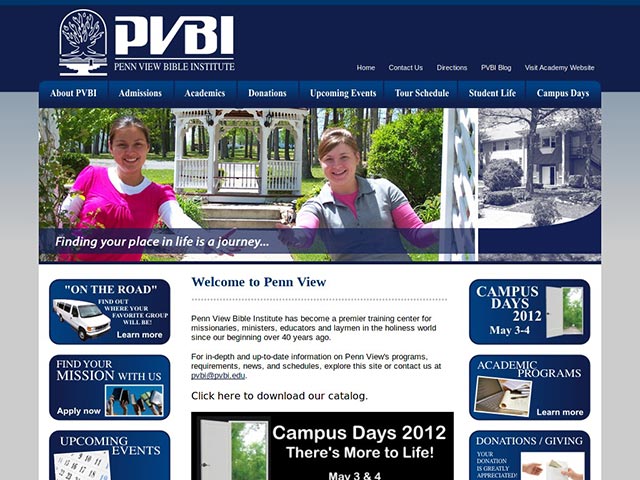 PVBI
PENN VIEW BIBLE INSTITUTE
Home Contact Us Directions PVBI Blog Visit Academy Website
About PVBI Admissions Academics Donations Upcoming Events Tour Schedule Student Life Campus Days
Finding your place in life is a journey...
"ON THE ROAD"
FIND OUT
WHERE YOUR
FAVORITE GROUP
WILL BE!
Learn more
FIND YOUR
MISSION WITH US
Apply now
UPCOMING
EVENTS
Welcome to Penn View
Penn View Bible Institute has become a premier training center for
missionaries, ministers, educators and laymen in the holiness world
since our beginning over 40 years ago.
For in-depth and up-to-date information on Penn View's programs,
requirements, news, and schedules, explore this site or contact us at
pvbi@pvbi.edu.
Click here to download our catalog.
Campus Days 2012
There's More to Life!
May 3 & 4
CAMPUS
DAYS
2012
May 3-4
ACADEMIC
PROGRAMS
Learn more
DONATIONS / GIVING
YOUR
DONATION
IS GREATLY
APPRECIATED!